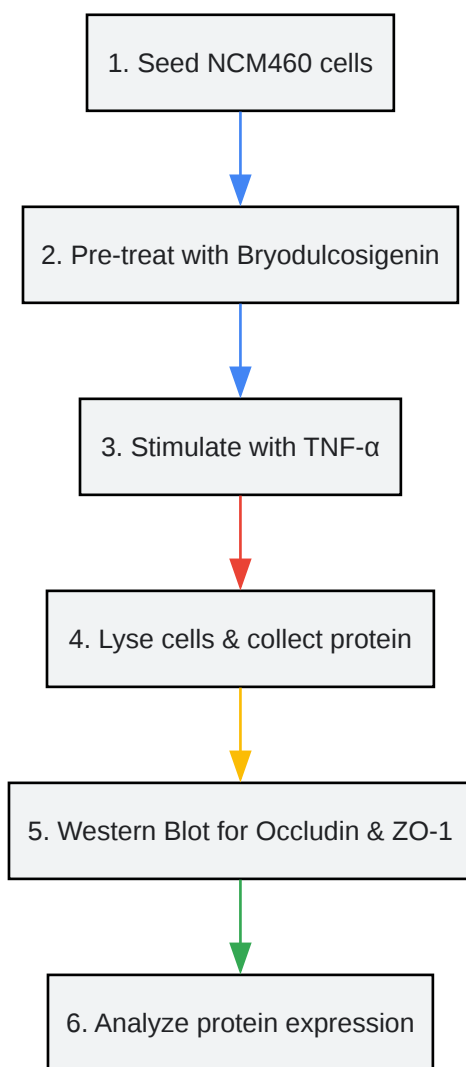 1. Seed NCM460 cells
2. Pre-treat with Bryodulcosigenin
3. Stimulate with TNF-α
4. Lyse cells & collect protein
5. Western Blot for Occludin & ZO-1
6. Analyze protein expression